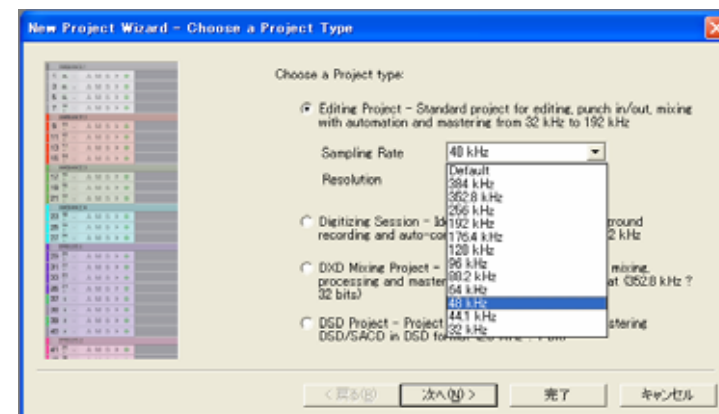 New Project Wizard - Choose a Project Type
Choose a Project type:
Editing Project - Standard project for editing, punch in/out, mixing
with automation and mastering from 32 kHz to 192 kHz
Sampling Rate 48 kHz
Resolution
Default
384 kHz
352.8 kHz
256 kHz
192 kHz
176.4 kHz
128 kHz
96 kHz
88.2 kHz
64 kHz
48 kHz
44.1 kHz
32 kHz
Digitizing Session - ground
recording and 2 kHz
DXD Mixing Project - mixing,
processing and at (352.8 kHz ?
32 bits)
DSD Project - Project stering
DSD/SACD in DSD
< 戻る(B) 次へ(N) > 完了 キャンセル